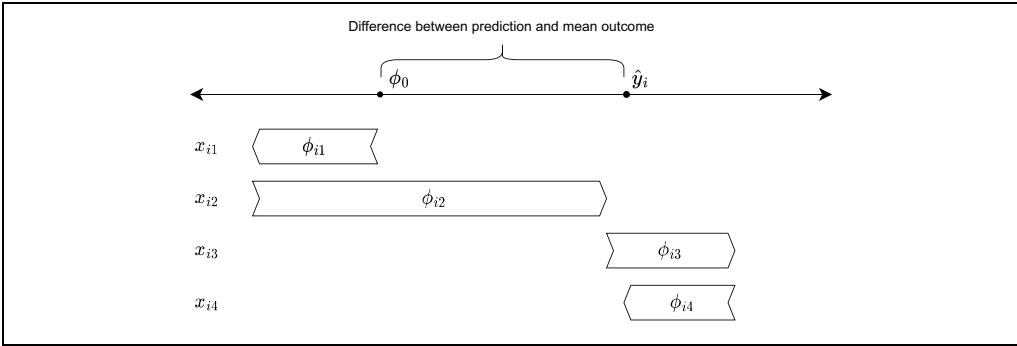 Difference between prediction and mean outcome
ϕ₀ ŷᵢ
xᵢ₁ ϕᵢ₁
xᵢ₂ ϕᵢ₂
xᵢ₃ ϕᵢ₃
xᵢ₄ ϕᵢ₄